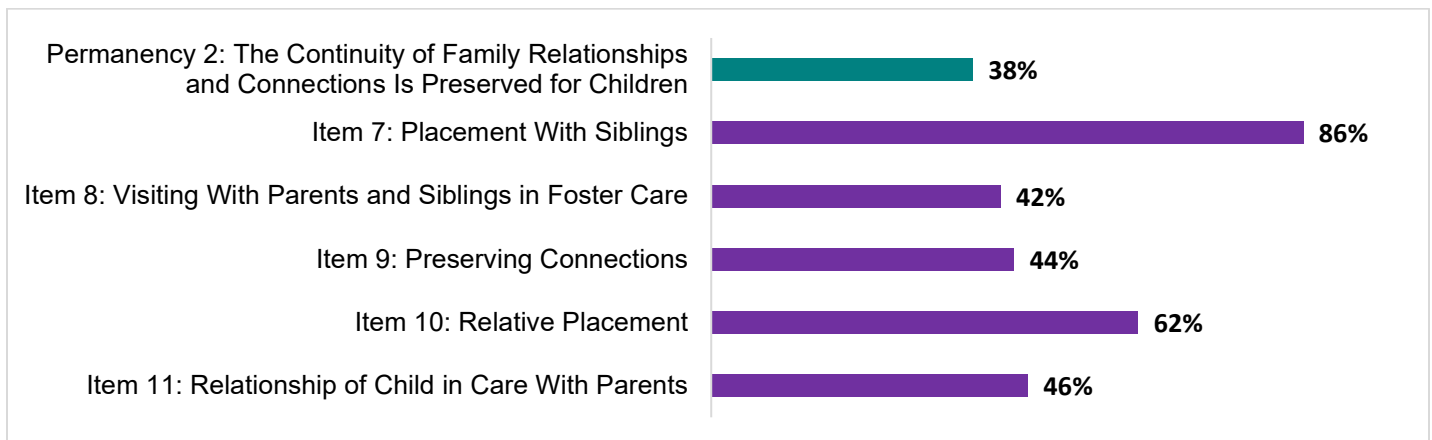 Permanency 2: The Continuity of Family Relationships
and Connections Is Preserved for Children
38%
Item 7: Placement With Siblings
86%
Item 8: Visiting With Parents and Siblings in Foster Care
42%
Item 9: Preserving Connections
44%
Item 10: Relative Placement
62%
Item 11: Relationship of Child in Care With Parents
46%